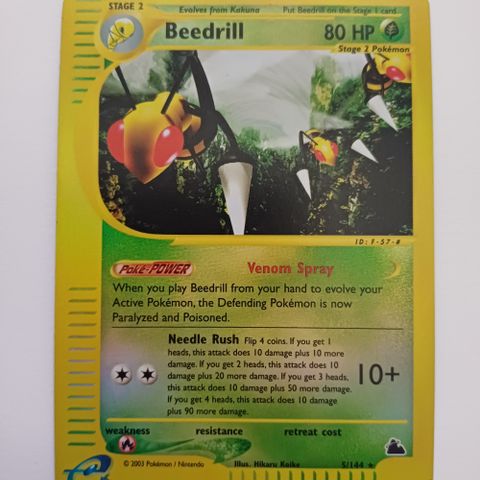 STAGE 2
Evolves from Kakuna
Put Beedrill on the Stage 1 card
Beedrill
80 HP
Stage 2 Pokémon
ID: F-57-#
POKé-POWER
Venom Spray
When you play Beedrill from your hand to evolve your
Active Pokémon, the Defending Pokémon is now
Paralyzed and Poisoned.
Needle Rush Flip 4 coins. If you get 1
heads, this attack does 10 damage plus 10 more
damage. If you get 2 heads, this attack does 10
damage plus 20 more damage. If you get 3 heads,
this attack does 10 damage plus 50 more damage.
If you get 4 heads, this attack does 10 damage
plus 90 more damage.
10+
weakness
resistance
retreat cost
© 2003 Pokémon / Nintendo
Illus. Hikaru Koike
5/144
e